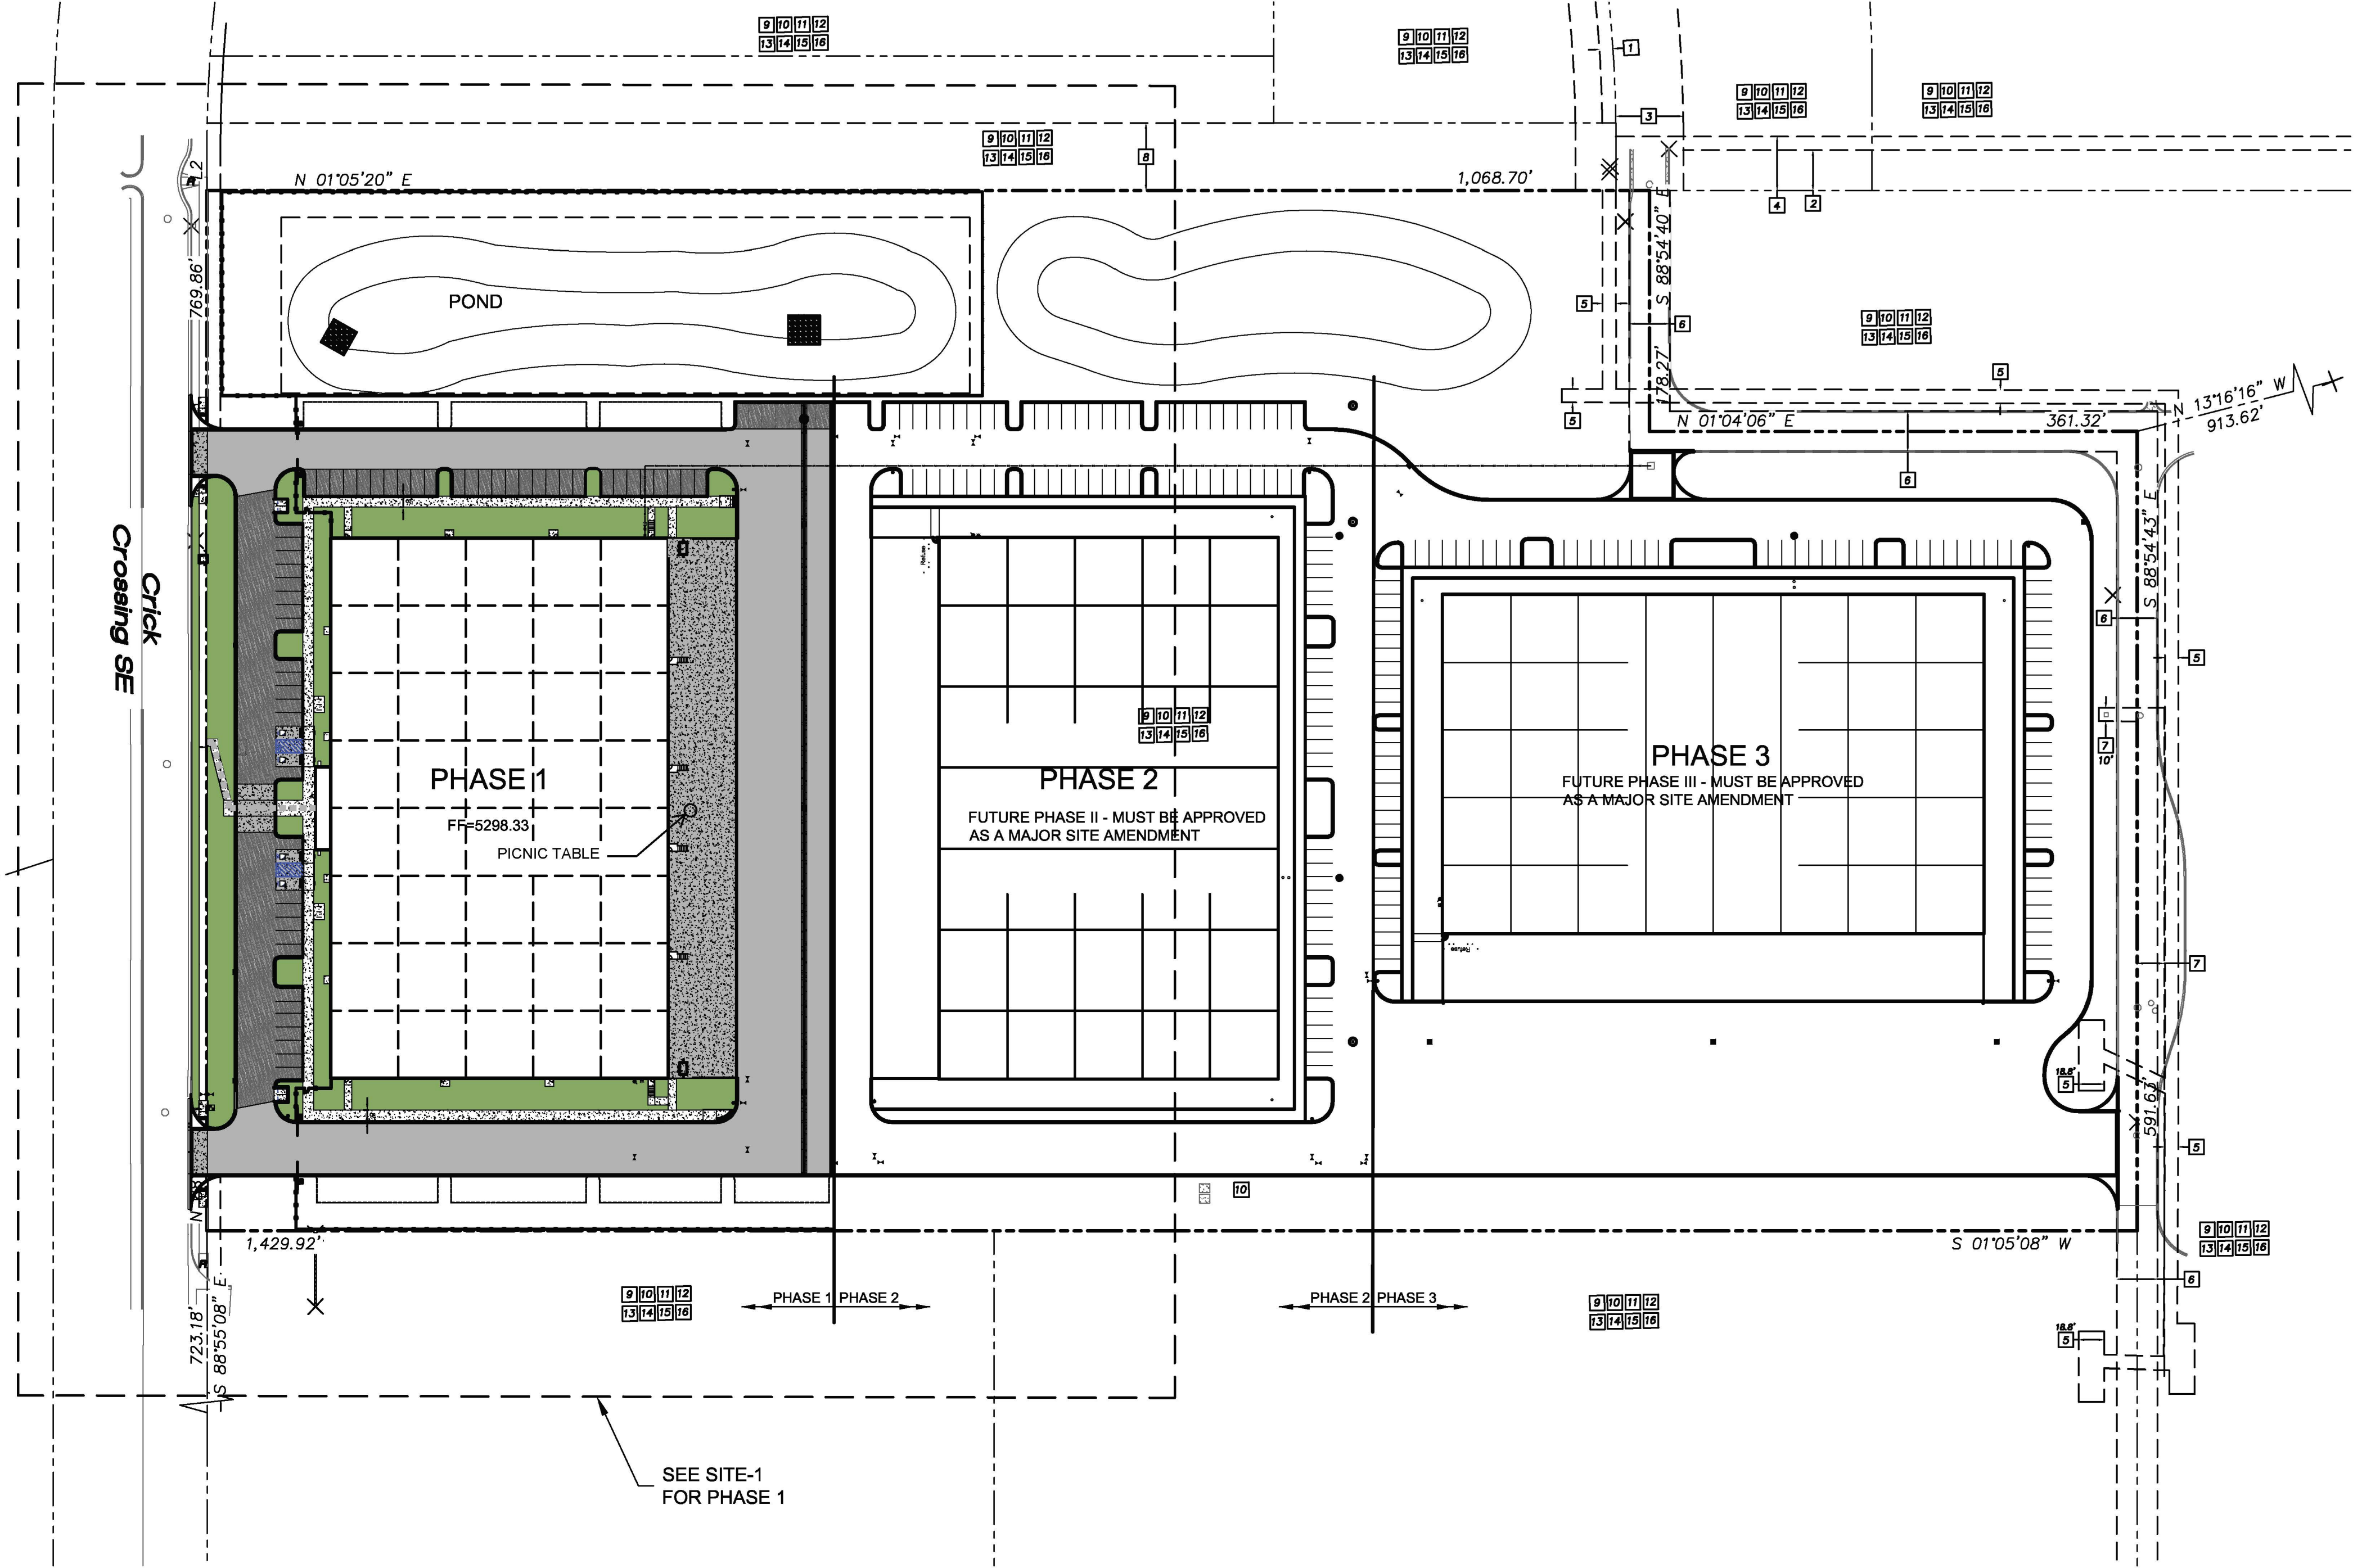 9 10 11 12
13 14 15 16
9 10 11 12
13 14 15 16
1
9 10 11 12
13 14 15 16
9 10 11 12
13 14 15 16
3
9 10 11 12
13 14 15 16
8
L2
N 01°05'20" E
1,068.70'
4
2
S 88°54'40" E
769.86'
POND
5
6
9 10 11 12
13 14 15 16
178.27'
5
N 13°16'16" W
913.62'
5
N 01°04'06" E
361.32'
6
S 88°54'43" E
Crick
Crossing SE
Refuse
6
5
9 10 11 12
13 14 15 16
7
10'
PHASE 1
PHASE 2
PHASE 3
FUTURE PHASE III - MUST BE APPROVED
AS A MAJOR SITE AMENDMENT
FF=5298.33
FUTURE PHASE II - MUST BE APPROVED
AS A MAJOR SITE AMENDMENT
PICNIC TABLE
Refuse
7
18.8'
5
591.63'
5
10
N
1,429.92'
S 01°05'08" W
9 10 11 12
13 14 15 16
6
S 88°55'08" E
723.18'
9 10 11 12
13 14 15 16
PHASE 1
PHASE 2
PHASE 2
PHASE 3
9 10 11 12
13 14 15 16
18.8'
5
SEE SITE-1
FOR PHASE 1